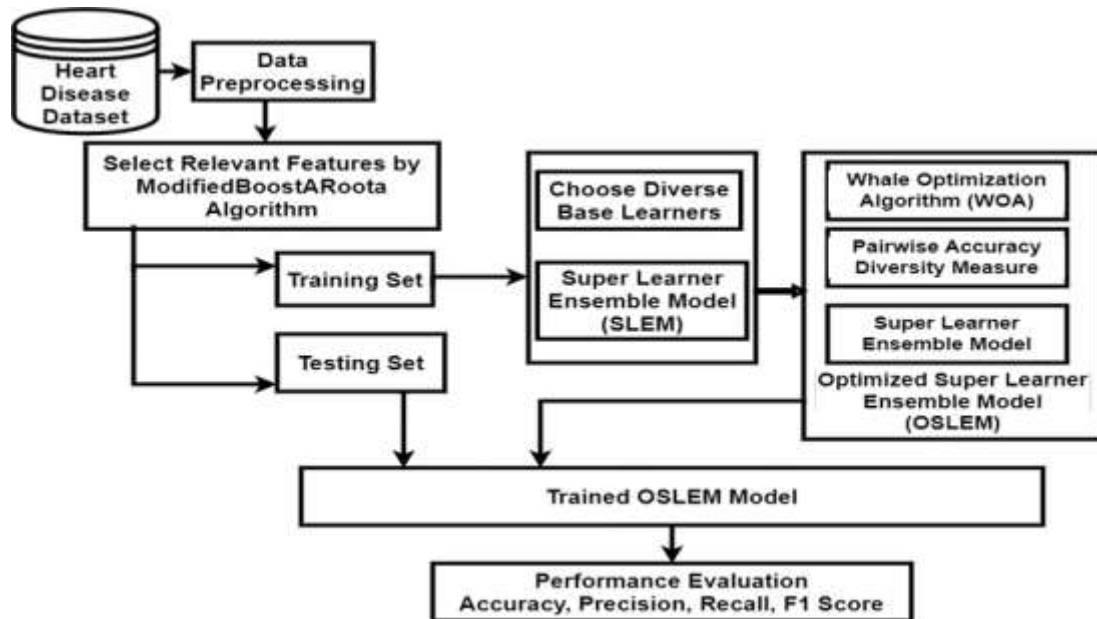 Heart
Disease
Dataset
Data
Preprocessing
Select Relevant Features by
ModifiedBoostARoota
Algorithm
Training Set
Testing Set
Choose Diverse
Base Learners
Super Learner
Ensemble Model
(SLEM)
Whale Optimization
Algorithm (WOA)
Pairwise Accuracy
Diversity Measure
Super Learner
Ensemble Model
Optimized Super Learner
Ensemble Model
(OSLEM)
Trained OSLEM Model
Performance Evaluation
Accuracy, Precision, Recall, F1 Score